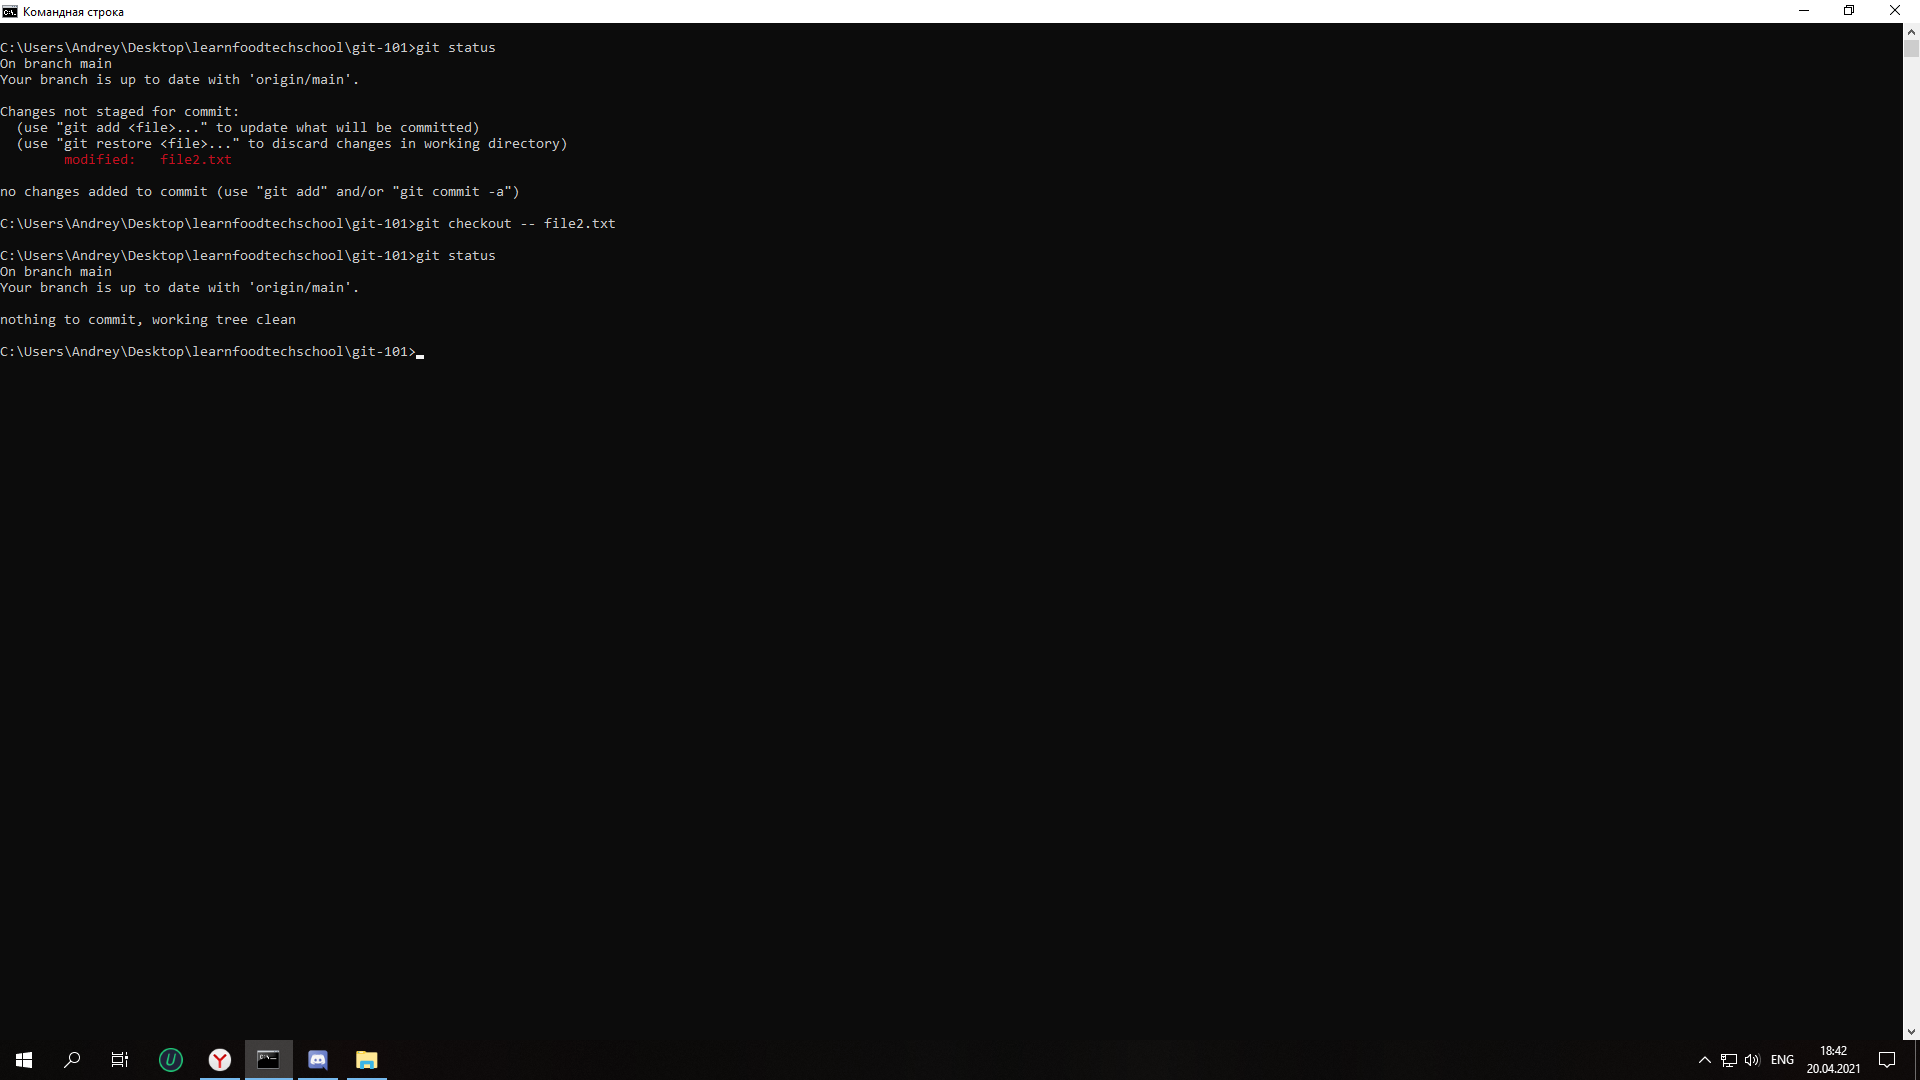 Командная строка
C:\Users\Andrey\Desktop\learnfoodtechschool\git-101>git status
On branch main
Your branch is up to date with 'origin/main'.
Changes not staged for commit:
  (use "git add <file>..." to update what will be committed)
  (use "git restore <file>..." to discard changes in working directory)
        modified:   file2.txt
no changes added to commit (use "git add" and/or "git commit -a")
C:\Users\Andrey\Desktop\learnfoodtechschool\git-101>git checkout -- file2.txt
C:\Users\Andrey\Desktop\learnfoodtechschool\git-101>git status
On branch main
Your branch is up to date with 'origin/main'.
nothing to commit, working tree clean
C:\Users\Andrey\Desktop\learnfoodtechschool\git-101>
ENG
18:42
20.04.2021